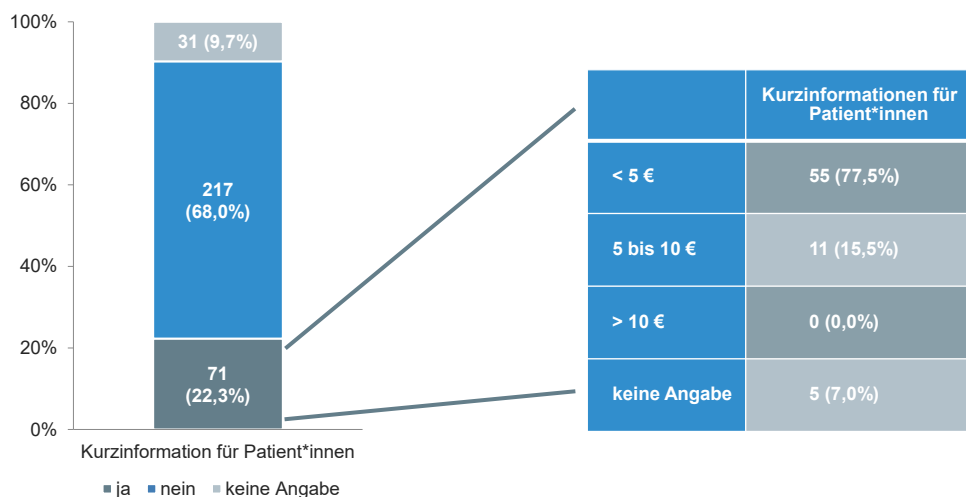 100%
80%
60%
40%
20%
0%
31 (9,7%)
217
(68,0%)
71
(22,3%)
Kurzinformation für Patient*innen
ja nein keine Angabe
Kurzinformationen für
Patient*innen
< 5 € 55 (77,5%)
5 bis 10 € 11 (15,5%)
> 10 € 0 (0,0%)
keine Angabe 5 (7,0%)